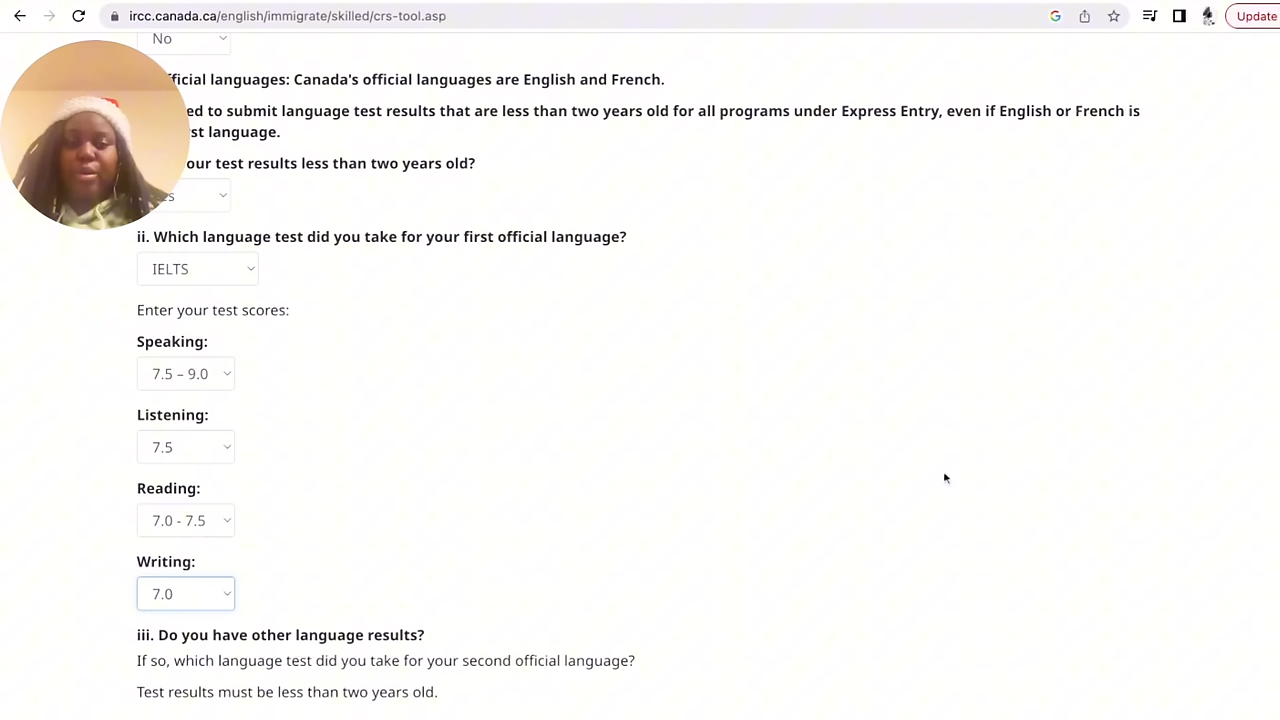 ircc.canada.ca/english/immigrate/skilled/crs-tool.asp
Update
No
official languages: Canada's official languages are English and French.
to submit language test results that are less than two years old for all programs under Express Entry, even if English or French is
language.
your test results less than two years old?
ii. Which language test did you take for your first official language?
IELTS
Enter your test scores:
Speaking:
7.5 – 9.0
Listening:
7.5
Reading:
7.0 - 7.5
Writing:
7.0
iii. Do you have other language results?
If so, which language test did you take for your second official language?
Test results must be less than two years old.